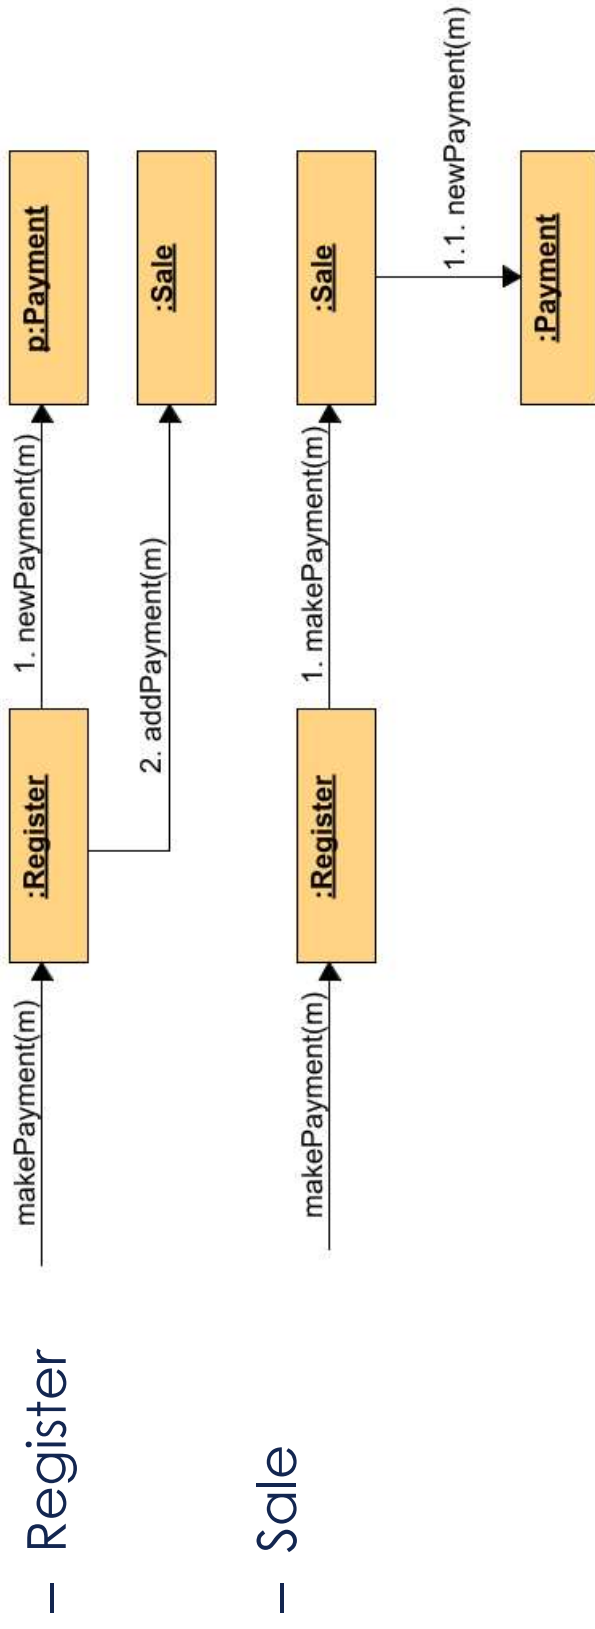 – Register
makePayment(m)
:Register
1. newPayment(m)
p:Payment
2. addPayment(m)
:Sale
– Sale
makePayment(m)
:Register
1. makePayment(m)
:Sale
1.1. newPayment(m)
:Payment